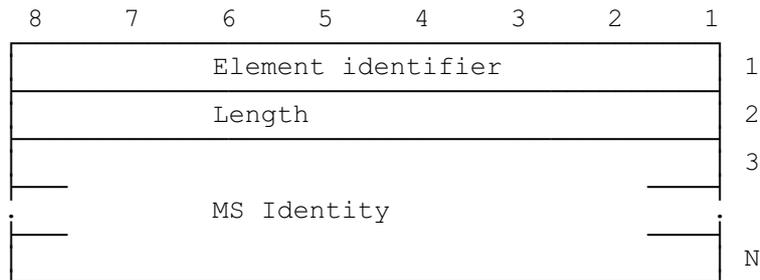 8 7 6 5 4 3 2 1
Element identifier 1
Length 2
3
MS Identity
N